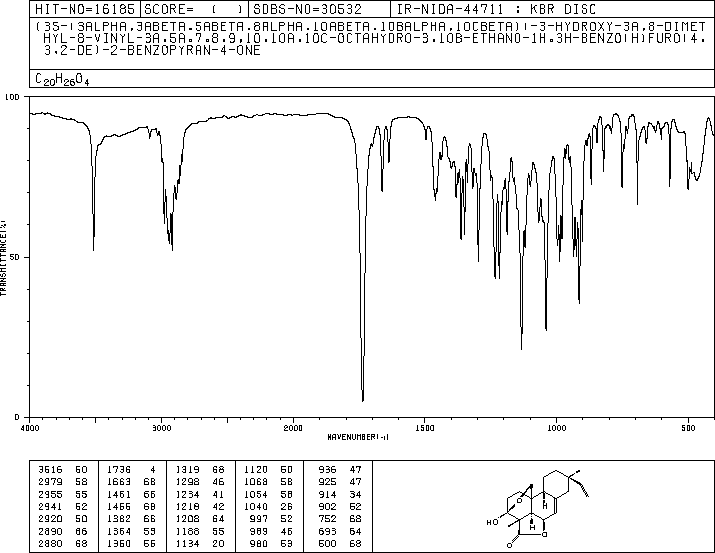 HIT-NO=16185 SCORE= ( ) SDBS-NO=30532 IR-NIDA-44711 : KBR DISC
(3S-(3ALPHA,3ABETA,5ABETA,8ALPHA,10ABETA,10BALPHA,10CBETA))-3-HYDROXY-3A,8-DIMET
HYL-8-VINYL-3A,5A,7,8,9,10,10A,10C-OCTAHYDRO-3,10B-ETHANO-1H,3H-BENZO(H)FURO(4,
3,2-DE)-2-BENZOPYRAN-4-ONE
C20H26O4
100
50
0
TRANSMITTANCE(%)
4000 3000 2000 1500 1000 500
WAVENUMBER(-1)
3516 50 1736 4 1319 68 1120 50 936 47
2979 58 1663 68 1298 46 1068 58 925 47
2955 55 1461 66 1234 41 1054 58 914 34
2941 52 1456 68 1218 42 1040 26 902 52
2920 50 1382 66 1208 64 997 52 752 68
2890 66 1364 53 1188 55 989 46 693 64
2880 68 1350 55 1134 20 980 53 500 68
HO
O
H
H
O
O